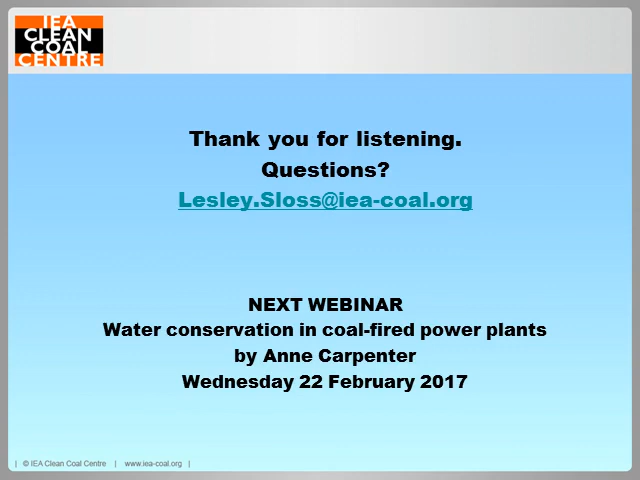 IEA
CLEAN
COAL
CENTRE
Thank you for listening.
Questions?
Lesley.Sloss@iea-coal.org
NEXT WEBINAR
Water conservation in coal-fired power plants
by Anne Carpenter
Wednesday 22 February 2017
| © IEA Clean Coal Centre | www.iea-coal.org |